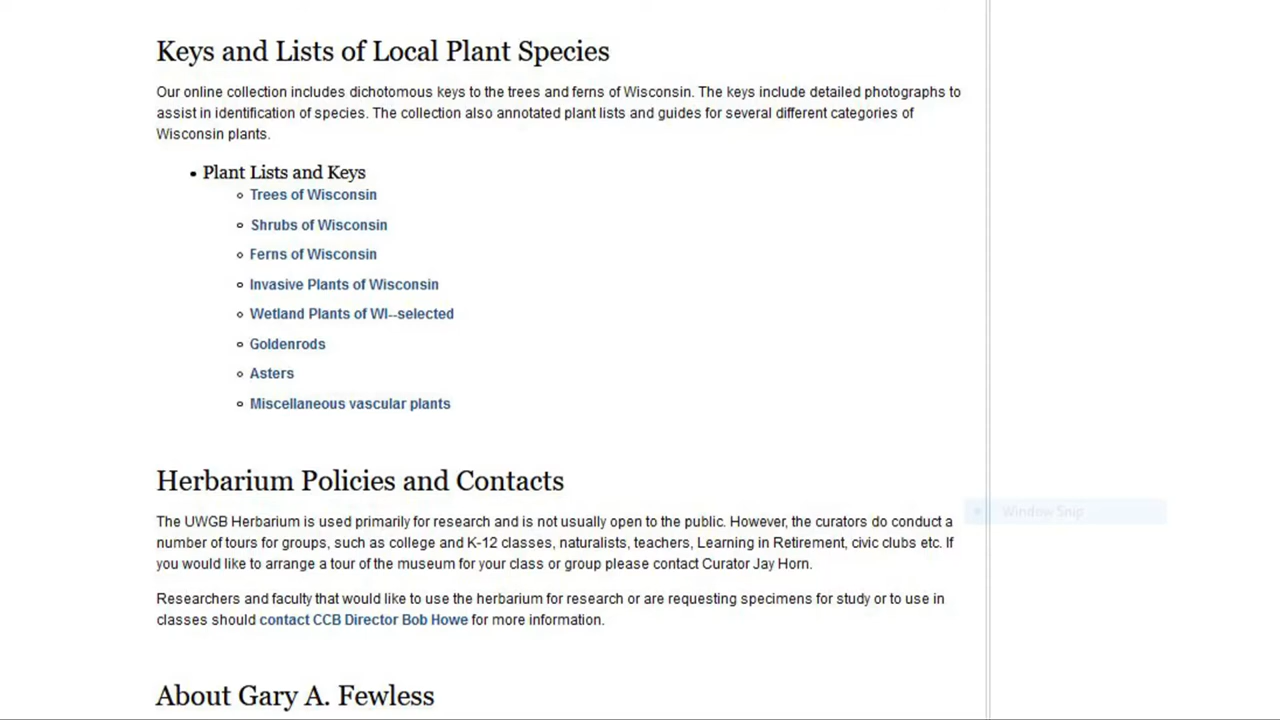 Keys and Lists of Local Plant Species
Our online collection includes dichotomous keys to the trees and ferns of Wisconsin. The keys include detailed photographs to
assist in identification of species. The collection also annotated plant lists and guides for several different categories of
Wisconsin plants.
Plant Lists and Keys
Trees of Wisconsin
Shrubs of Wisconsin
Ferns of Wisconsin
Invasive Plants of Wisconsin
Wetland Plants of WI--selected
Goldenrods
Asters
Miscellaneous vascular plants
Herbarium Policies and Contacts
The UWGB Herbarium is used primarily for research and is not usually open to the public. However, the curators do conduct a
number of tours for groups, such as college and K-12 classes, naturalists, teachers, Learning in Retirement, civic clubs etc. If
you would like to arrange a tour of the museum for your class or group please contact Curator Jay Horn.
Window Snip
Researchers and faculty that would like to use the herbarium for research or are requesting specimens for study or to use in
classes should contact CCB Director Bob Howe for more information.
About Gary A. Fewless